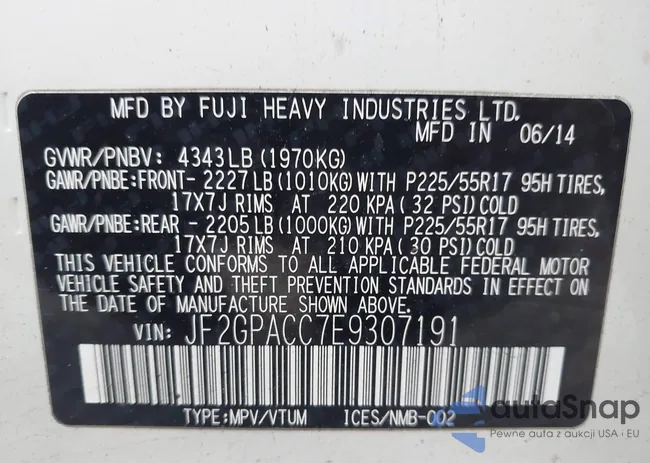 MFD BY FUJI HEAVY INDUSTRIES LTD.
MFD IN 06/14
GVWR/PNBV: 4343LB(1970KG)
GAWR/PNBE:FRONT- 2227LB(1010KG)WITH P225/55R17 95H TIRES,
17X7J RIMS AT 220 KPA(32 PSI)COLD
GAWR/PNBE:REAR - 2205LB(1000KG)WITH P225/55R17 95H TIRES,
17X7J RIMS AT 210 KPA(30 PSI)COLD
THIS VEHICLE CONFORMS TO ALL APPLICABLE FEDERAL MOTOR
VEHICLE SAFETY AND THEFT PREVENTION STANDARDS IN EFFECT ON
THE DATE OF MANUFACTURE SHOWN ABOVE.
VIN: JF2GPACC7E9307191
TYPE:MPV/VTUM ICES/NMB-002
autoSnap
Pewne auta z aukcji USA i EU